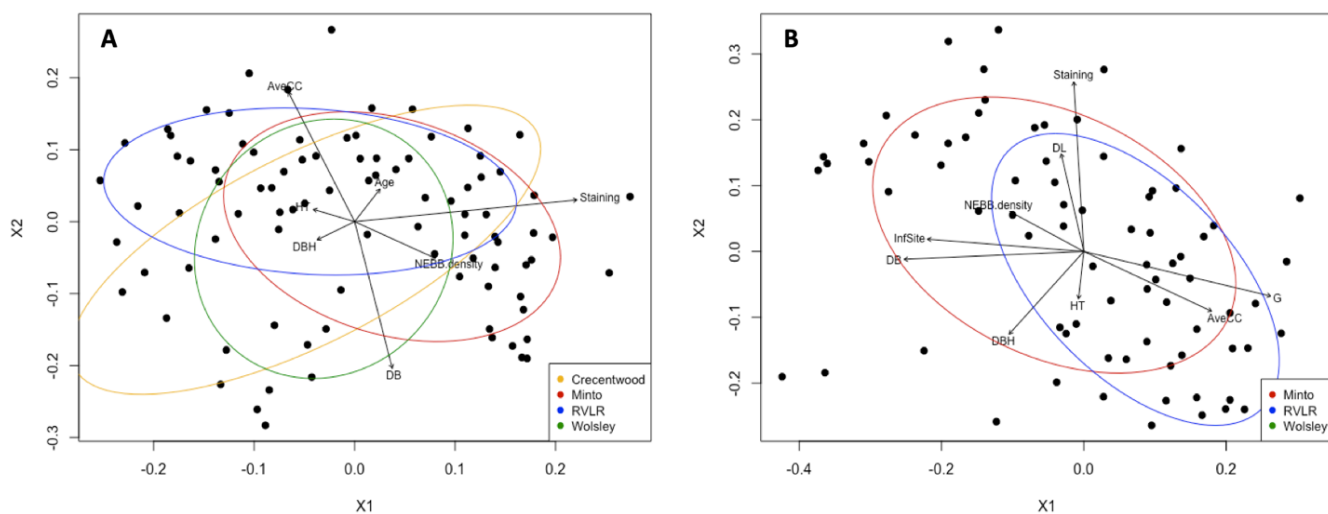 A
0.2
0.1
0.0
-0.1
-0.2
-0.3
X2
AveCC
Age
Staining
HT
DBH
NEBB.density
DB
Crecentwood
Minto
RVLR
Wolsley
-0.2
-0.1
0.0
0.1
0.2
X1
B
0.3
0.2
0.1
0.0
-0.1
-0.2
X2
Staining
DL
NEBB.density
InfSite
DB
HT
G
AveCC
DBH
Minto
RVLR
Wolsley
-0.4
-0.2
0.0
0.2
X1